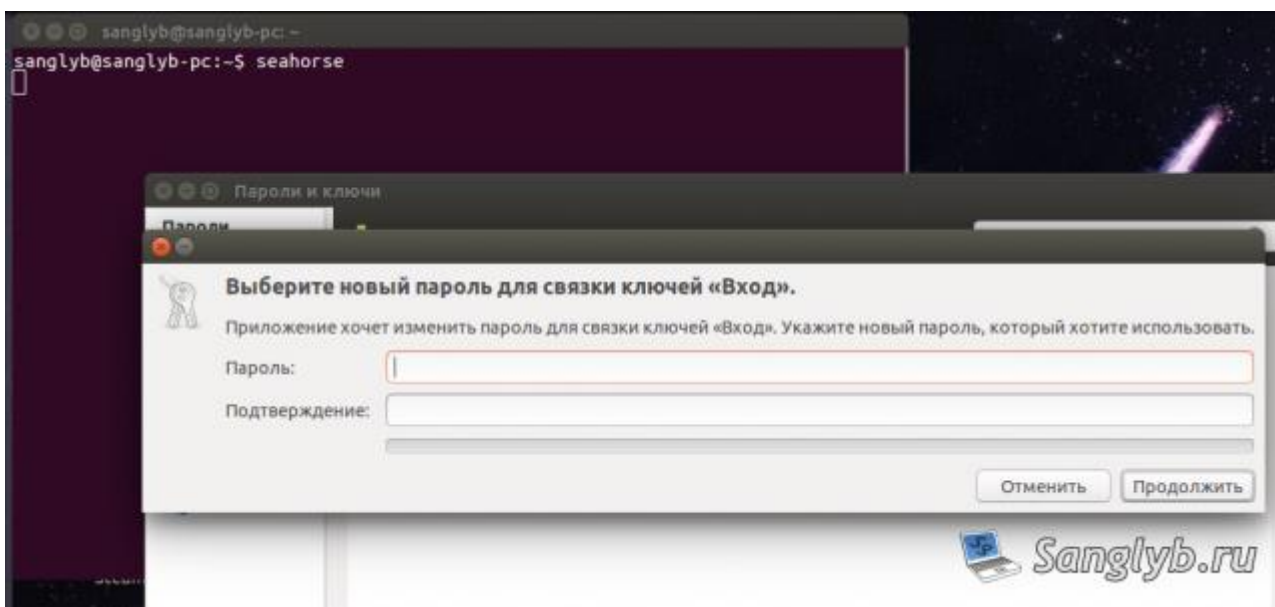 sanglyb@sanglyb-pc: ~
sanglyb@sanglyb-pc:~$ seahorse
Пароли и ключи
Пароли
Выберите новый пароль для связки ключей «Вход».
Приложение хочет изменить пароль для связки ключей «Вход». Укажите новый пароль, который хотите использовать.
Пароль:
Подтверждение:
Отменить Продолжить
Sanglyb.ru